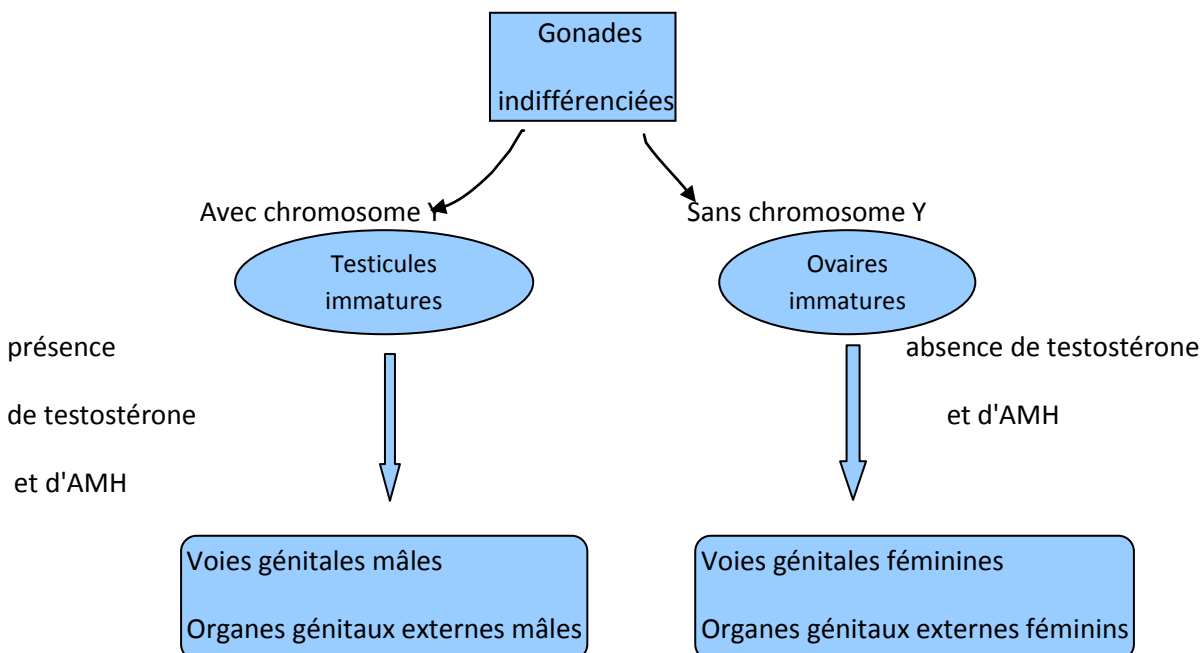 Gonades
indifférenciées
Avec chromosome Y
Sans chromosome Y
Testicules
immatures
Ovaires
immatures
présence
de testostérone
et d'AMH
absence de testostérone
et d'AMH
Voies génitales mâles
Organes génitaux externes mâles
Voies génitales féminines
Organes génitaux externes féminins